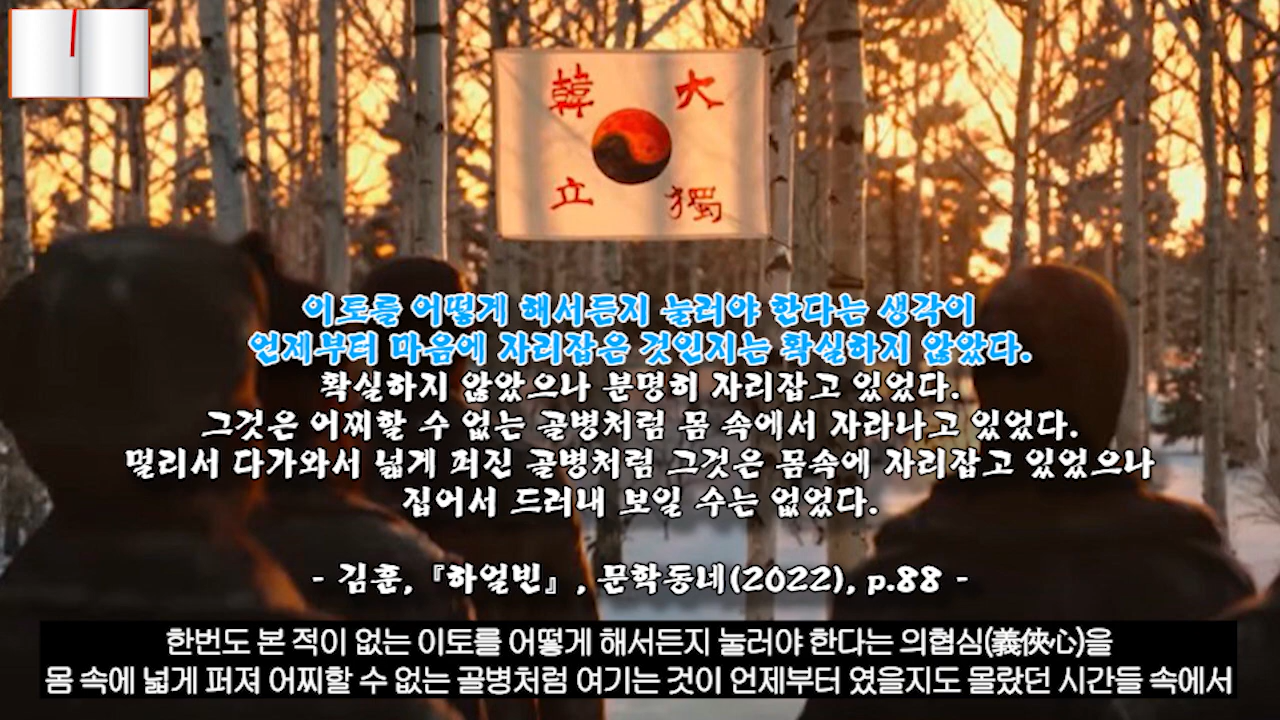 韓 大
立 獨
이토를 어떻게 해서든지 눌러야 한다는 생각이
언제부터 마음에 자리잡은 것인지는 확실하지 않았다.
확실하지 않았으나 분명히 자리잡고 있었다.
그것은 어찌할 수 없는 골병처럼 몸 속에서 자라나고 있었다.
멀리서 다가와서 넓게 퍼진 골병처럼 그것은 몸속에 자리잡고 있었으나
집어서 드러내 보일 수는 없었다.
- 김훈,『하얼빈』, 문학동네(2022), p.88 -
한번도 본 적이 없는 이토를 어떻게 해서든지 눌러야 한다는 의협심(義俠心)을
몸 속에 넓게 퍼져 어찌할 수 없는 골병처럼 여기는 것이 언제부터 였을지도 몰랐던 시간들 속에서